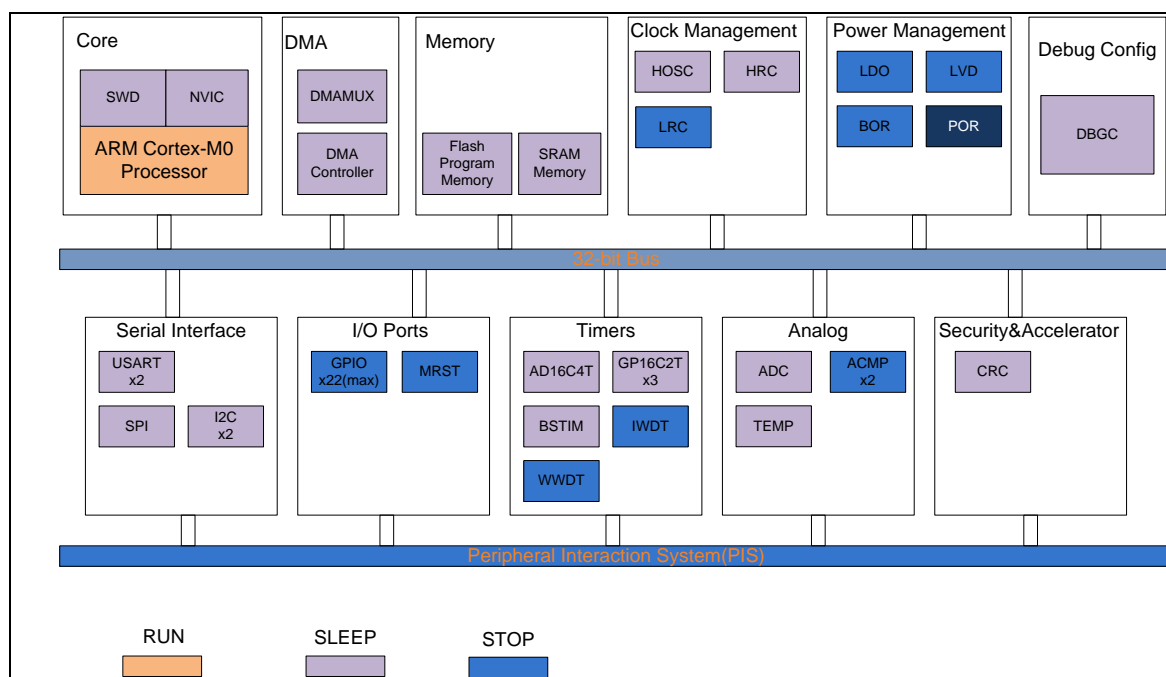 Core
SWD
NVIC
ARM Cortex-M0
Processor
DMA
DMAMUX
DMA
Controller
Memory
Flash
Program
Memory
SRAM
Memory
Clock Management
HOSC
HRC
LRC
Power Management
LDO
LVD
BOR
POR
Debug Config
DBGC
32-bit Bus
Serial Interface
USART
x2
SPI
I2C
x2
I/O Ports
GPIO
x22(max)
MRST
Timers
AD16C4T
GP16C2T
x3
BSTIM
IWDT
WWDT
Analog
ADC
ACMP
x2
TEMP
Security&Accelerator
CRC
Peripheral Interaction System(PIS)
RUN
SLEEP
STOP